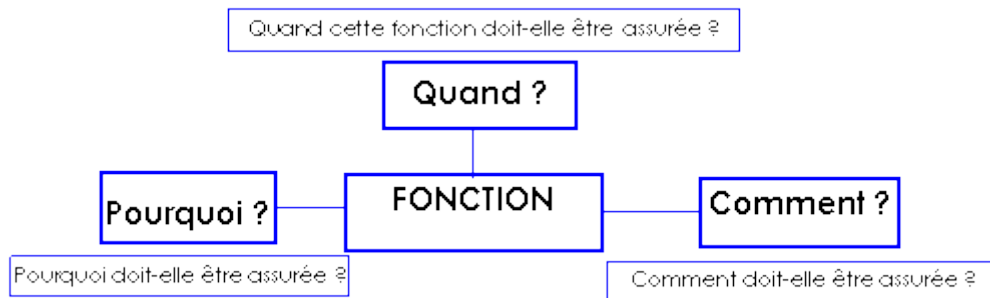 Quand cette fonction doit-elle être assurée ?
Quand ?
Pourquoi ?
FONCTION
Comment ?
Pourquoi doit-elle être assurée ?
Comment doit-elle être assurée ?